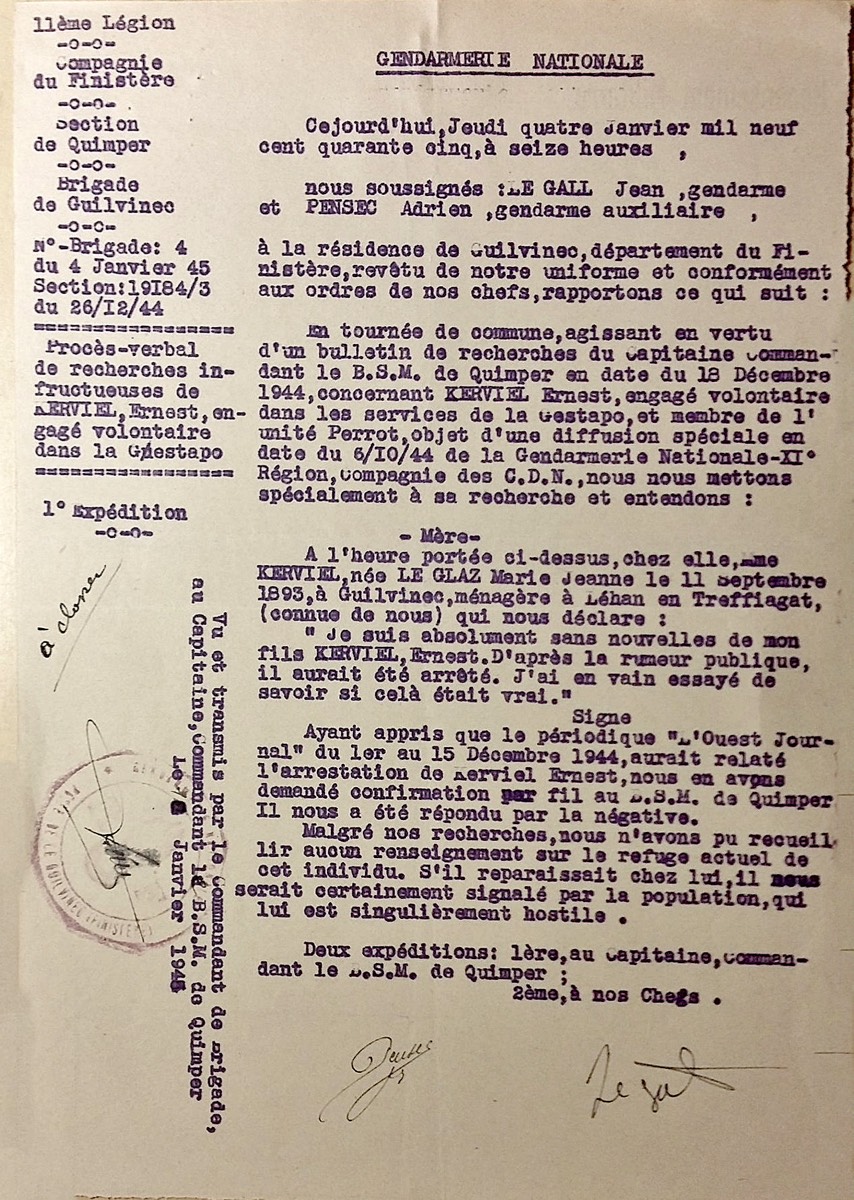 11ème Légion
-o-o-
Compagnie
du Finistère
-o-o-
Section
de Quimper
-o-o-
Brigade
de Guilvinec
-o-o-
N°-Brigade: 4
du 4 Janvier 45
Section:19I84/3
du 26/12/44
==================
Procès-verbal
de recherches in-
fructueuses de
KERVIEL,Ernest,en-
gagé volontaire
dans la Gestapo
==================
1° Expédition
-o-o-
à classer
GENDARMERIE NATIONALE
Cejourd'hui,Jeudi quatre Janvier mil neuf
cent quarante cinq,à seize heures ,
nous soussignés :LE GALL Jean ,gendarme
et PENSEC Adrien ,gendarme auxiliaire ,
à la résidence de Guilvinec,département du Fi-
nistère,revêtu de notre uniforme et conformément
aux ordres de nos chefs,rapportons ce qui suit :
En tournée de commune,agissant en vertu
d'un bulletin de recherches du Capitaine Comman-
dant le B.S.M. de Quimper en date du 18 Décembre
1944,concernant KERVIEL Ernest,engagé volontaire
dans les services de la Gestapo,et membre de l'
unité Perrot,objet d'une diffusion spéciale en
date du 6/10/44 de la Gendarmerie Nationale-XI°
Région,Compagnie des C.D.N.,nous nous mettons
spécialement à sa recherche et entendons :
- Mère-
A l'heure portée ci-dessus,chez elle,Mme
KERVIEL,née LE GLAZ Marie Jeanne le 11 Septembre
1893,à Guilvinec,ménagère à Léhan en Treffiagat,
(connue de nous) qui nous déclare :
" Je suis absolument sans nouvelles de mon
fils KERVIEL,Ernest.D'après la rumeur publique,
il aurait été arrêté. J'ai en vain essayé de
savoir si celà était vrai."
Signe
Ayant appris que le périodique "L'Ouest Jour-
nal" du 1er au 15 Décembre 1944,aurait relaté
l'arrestation de Kerviel Ernest,nous en avons
demandé confirmation par fil au B.S.M. de Quimper
Il nous a été répondu par la négative.
Malgré nos recherches,nous n'avons pu recueil
lir aucun renseignement sur le refuge actuel de
cet individu. S'il reparaissait chez lui,il nous
serait certainement signalé par la population,qui
lui est singulièrement hostile .
Deux expéditions: 1ère,au Capitaine,Comman-
dant le B.S.M. de Quimper ;
2ème,à nos Chegs .
Vu et transmis par le Commandant de Brigade,
au Capitaine,Commandant le B.S.M. de Quimper
Le Janvier 1945
Pensec
Le Gal